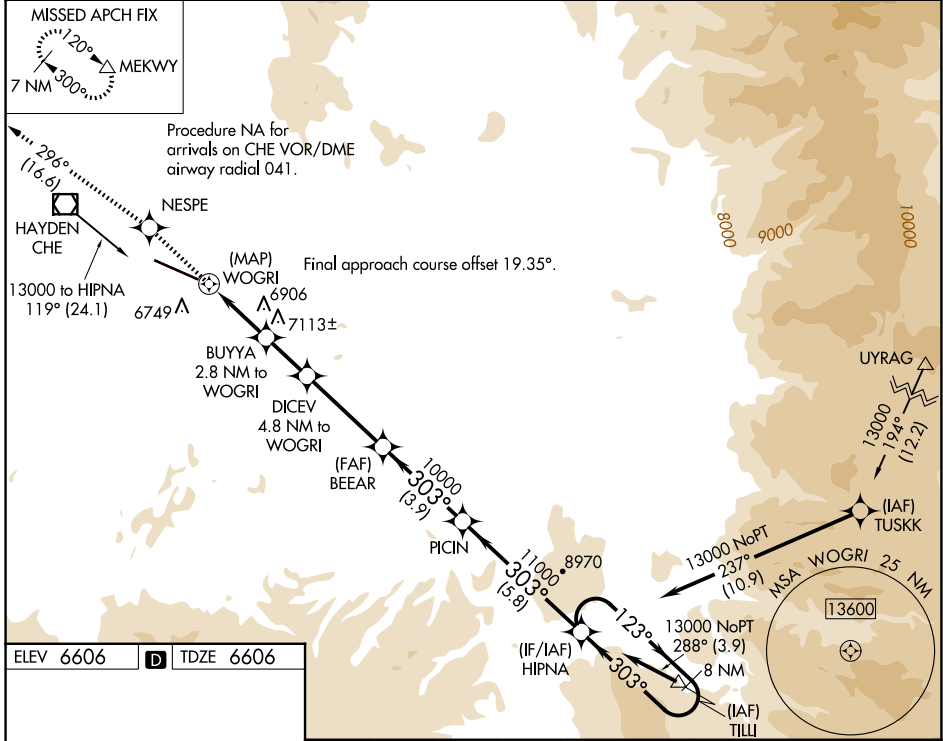 MISSED APCH FIX
120°
MEKWY
7 NM
300°
Procedure NA for
arrivals on CHE VOR/DME
airway radial 041.
296°
(16.6)
NESPE
HAYDEN
CHE
(MAP)
WOGRI
Final approach course offset 19.35°.
13000 to HIPNA
119° (24.1)
6749
6906
7113±
8000
9000
10000
BUYYA
2.8 NM to
WOGRI
DICEV
4.8 NM to
WOGRI
UYRAG
13000
194°
(12.2)
(FAF)
BEEAR
10000
303°
(3.9)
(IAF)
TUSKK
PICIN
11000
303°
(5.8)
8970
13000 NoPT
237°
(10.9)
MSA WOGRI 25 NM
13600
123°
13000 NoPT
288° (3.9)
(IF/IAF)
HIPNA
303°
8 NM
(IAF)
TILLI
ELEV 6606
D
TDZE 6606